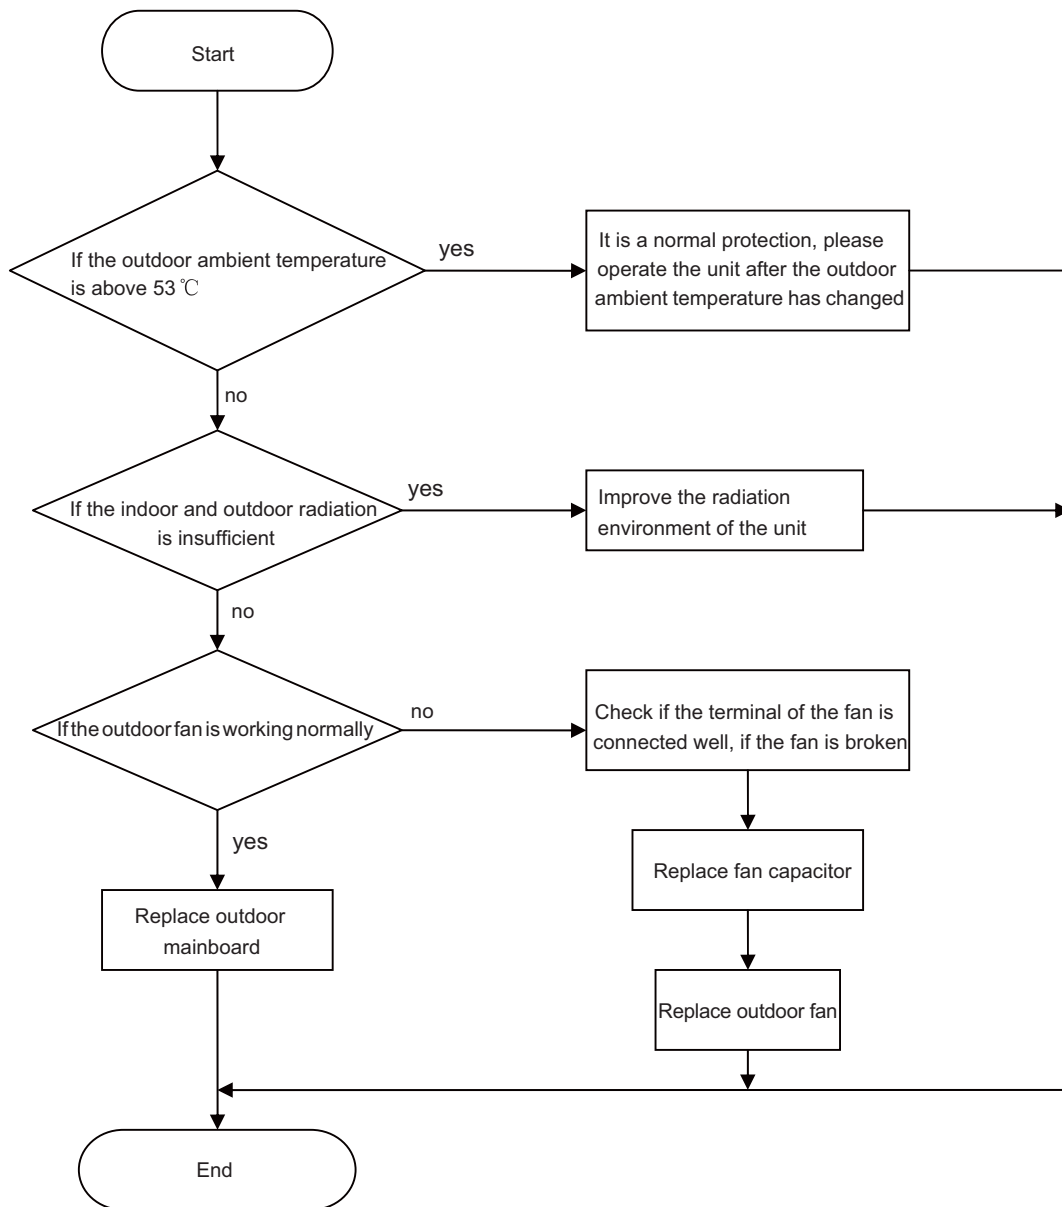 Start
If the outdoor ambient temperature
is above 53℃
yes
It is a normal protection, please
operate the unit after the outdoor
ambient temperature has changed
no
If the indoor and outdoor radiation
is insufficient
yes
Improve the radiation
environment of the unit
no
If the outdoor fan is working normally
no
Check if the terminal of the fan is
connected well, if the fan is broken
yes
Replace fan capacitor
Replace outdoor
mainboard
Replace outdoor fan
End